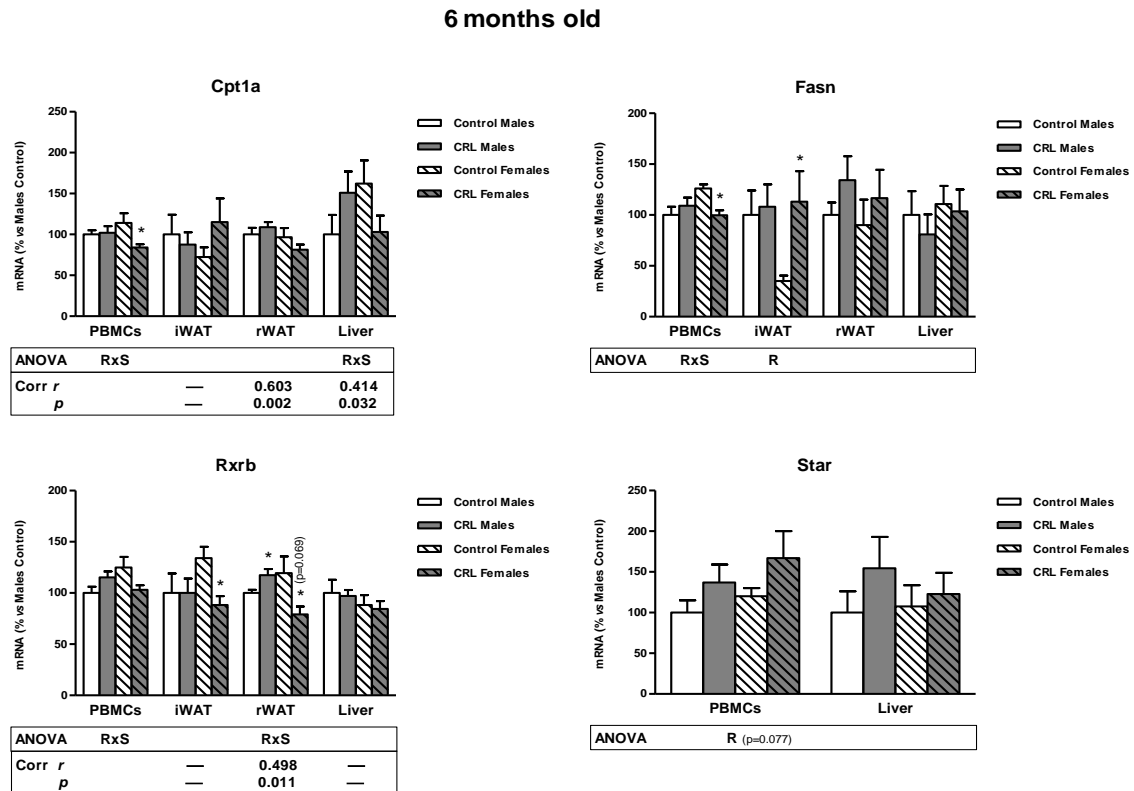 6 months old
Cpt1a
mRNA (% vs Males Control)
250
200
150
100
50
0
*
PBMCs iWAT rWAT Liver
Control Males
CRL Males
Control Females
CRL Females
ANOVA RxS RxS
Corr r — 0.603 0.414
p — 0.002 0.032
Fasn
mRNA (% vs Males Control)
200
150
100
50
0
* *
PBMCs iWAT rWAT Liver
Control Males
CRL Males
Control Females
CRL Females
ANOVA RxS R
Rxrb
mRNA (% vs Males Control)
200
150
100
50
0
* * * (p=0.069)
PBMCs iWAT rWAT Liver
Control Males
CRL Males
Control Females
CRL Females
ANOVA RxS RxS
Corr r — 0.498 —
p — 0.011 —
Star
mRNA (% vs Males Control)
250
200
150
100
50
0
PBMCs Liver
Control Males
CRL Males
Control Females
CRL Females
ANOVA R (p=0.077)